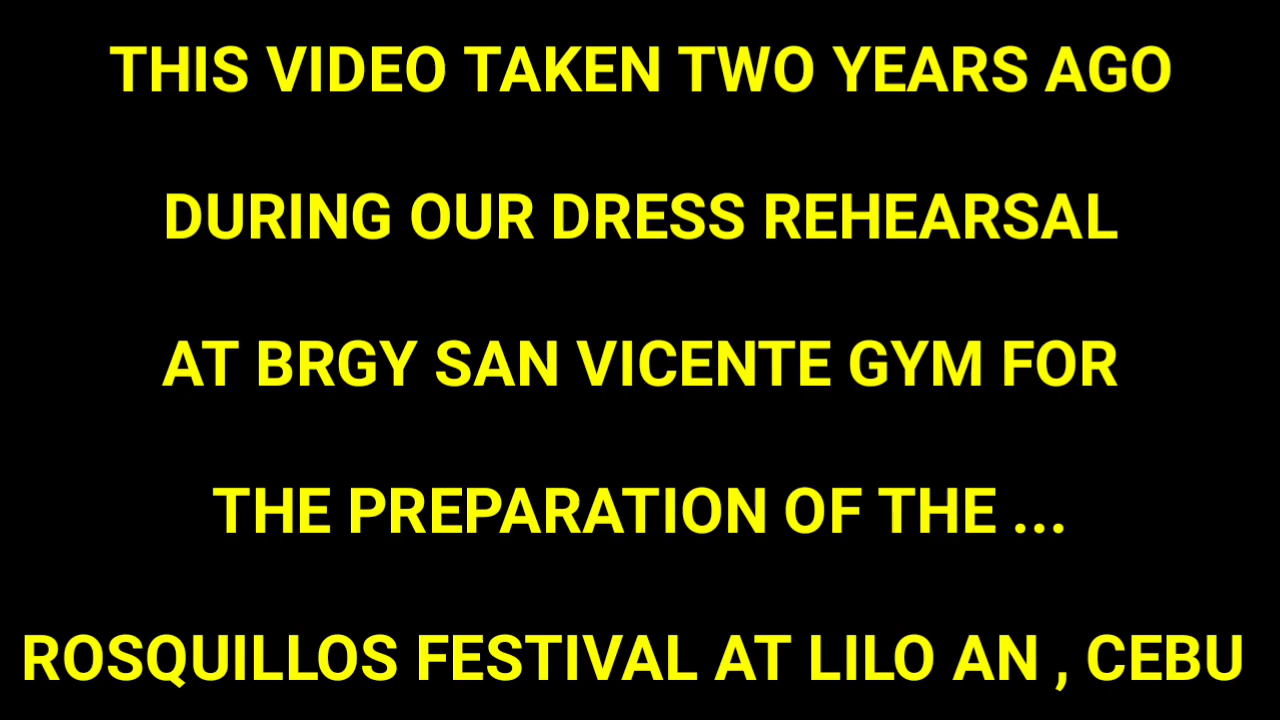 THIS VIDEO TAKEN TWO YEARS AGO
DURING OUR DRESS REHEARSAL
AT BRGY SAN VICENTE GYM FOR
THE PREPARATION OF THE ...
ROSQUILLOS FESTIVAL AT LILO AN , CEBU